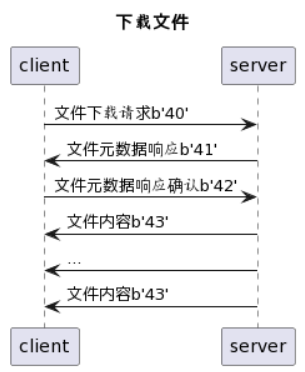 下载文件
client server
文件下载请求b'40'
文件元数据响应b'41'
文件元数据响应确认b'42'
文件内容b'43'
...
文件内容b'43'
client server